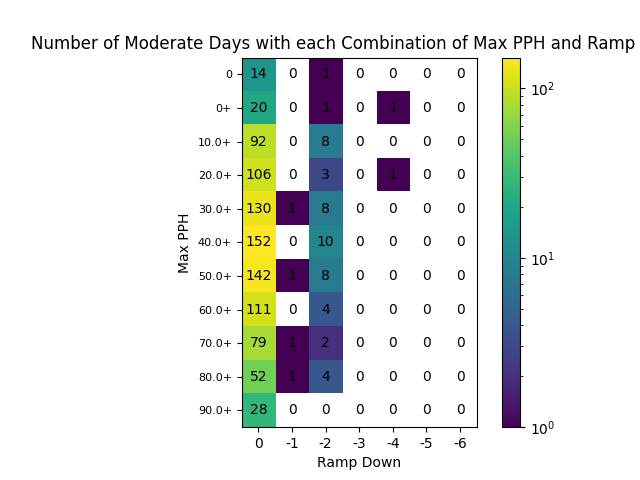 Number of Moderate Days with each Combination of Max PPH and Ramp
0 14 0 1 0 0 0 0
0+ 20 0 1 0 1 0 0
10.0+ 92 0 8 0 0 0 0
20.0+ 106 0 3 0 1 0 0
30.0+ 130 1 8 0 0 0 0
40.0+ 152 0 10 0 0 0 0
50.0+ 142 1 8 0 0 0 0
60.0+ 111 0 4 0 0 0 0
70.0+ 79 1 2 0 0 0 0
80.0+ 52 1 4 0 0 0 0
90.0+ 28 0 0 0 0 0 0
0 -1 -2 -3 -4 -5 -6
Ramp Down
Max PPH
10²
10¹
10⁰